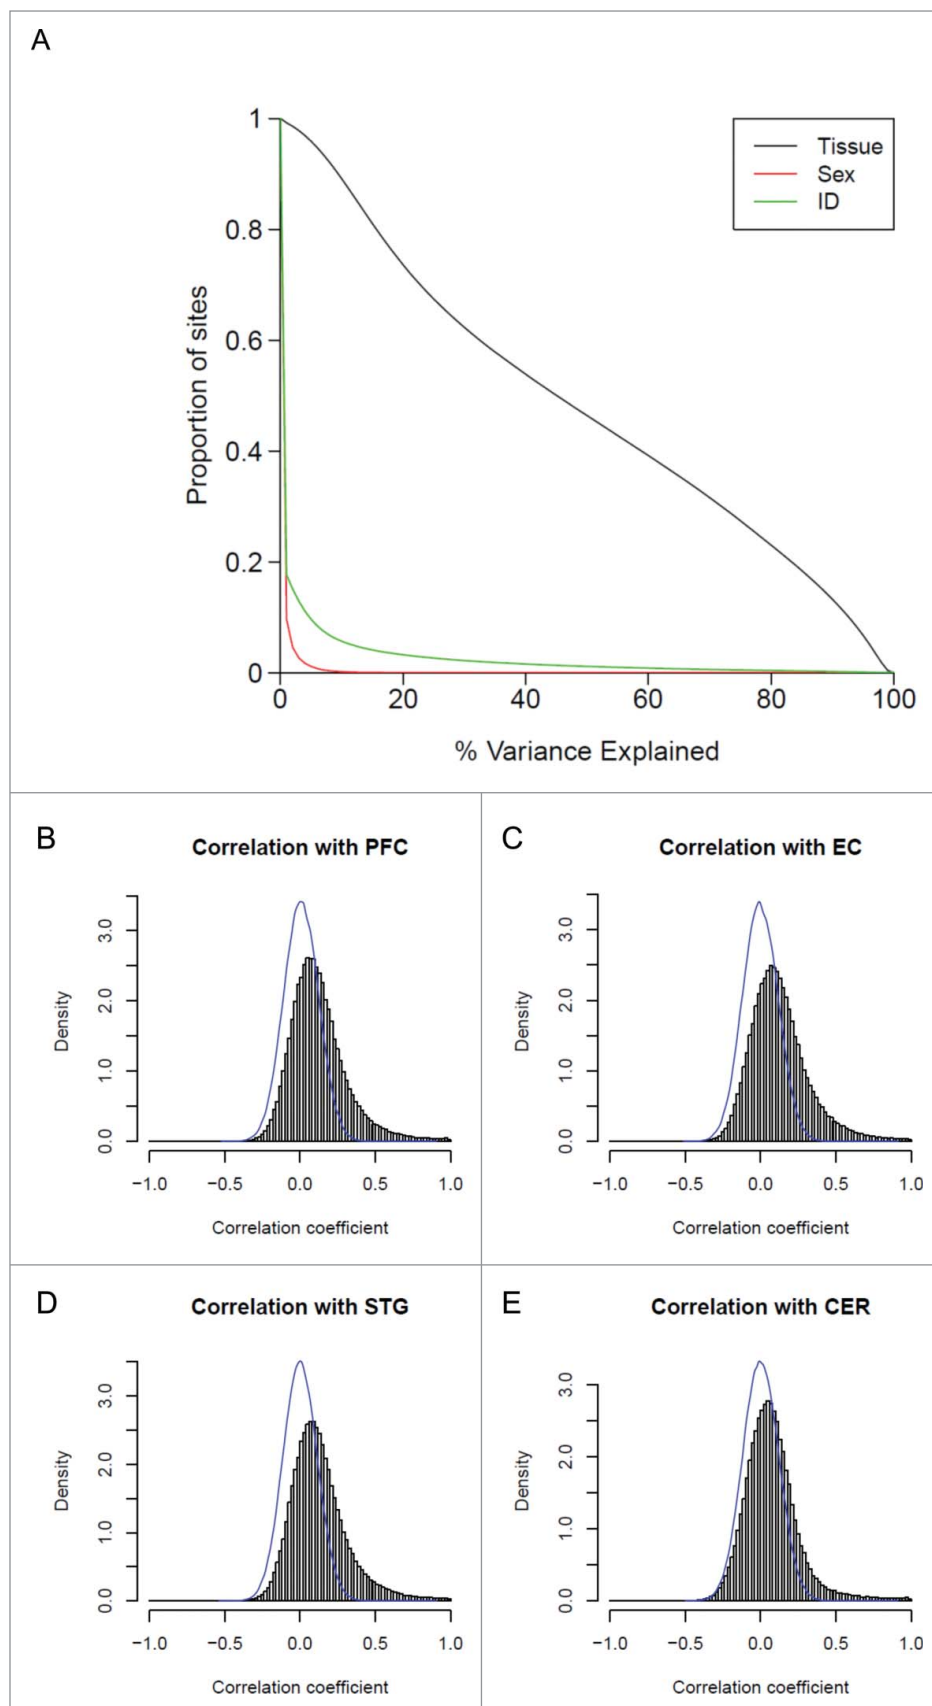 A
1
0.8
0.6
0.4
0.2
0
Proportion of sites
Tissue
Sex
ID
0 20 40 60 80 100
% Variance Explained
B
Correlation with PFC
3.0
2.0
1.0
0.0
Density
−1.0 −0.5 0.0 0.5 1.0
Correlation coefficient
C
Correlation with EC
3.0
2.0
1.0
0.0
Density
−1.0 −0.5 0.0 0.5 1.0
Correlation coefficient
D
Correlation with STG
3.0
2.0
1.0
0.0
Density
−1.0 −0.5 0.0 0.5 1.0
Correlation coefficient
E
Correlation with CER
3.0
2.0
1.0
0.0
Density
−1.0 −0.5 0.0 0.5 1.0
Correlation coefficient